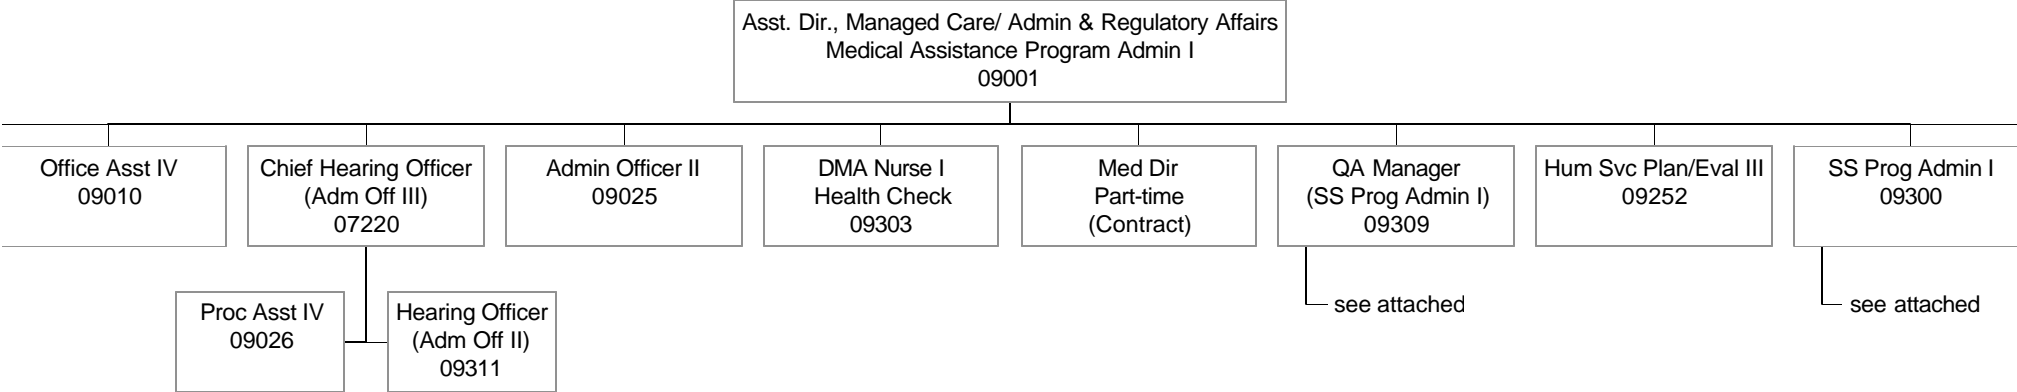 Asst. Dir., Managed Care/ Admin & Regulatory Affairs
Medical Assistance Program Admin I
09001
Office Asst IV
09010
Chief Hearing Officer
(Adm Off III)
07220
Admin Officer II
09025
DMA Nurse I
Health Check
09303
Med Dir
Part-time
(Contract)
QA Manager
(SS Prog Admin I)
09309
Hum Svc Plan/Eval III
09252
SS Prog Admin I
09300
Proc Asst IV
09026
Hearing Officer
(Adm Off II)
09311
see attached
see attached